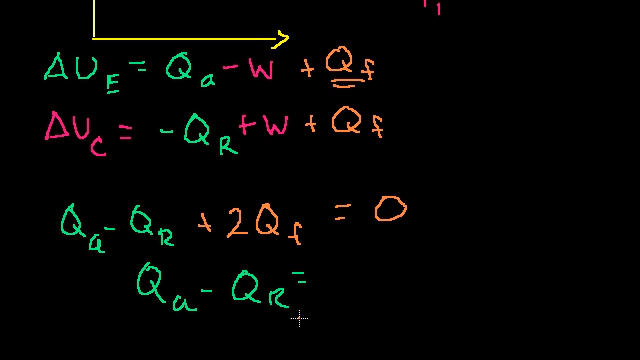 ΔU_E = Q_a - W + Q_f
ΔU_C = -Q_R + W + Q_f
Q_a - Q_R + 2Q_f = 0
Q_a - Q_R =